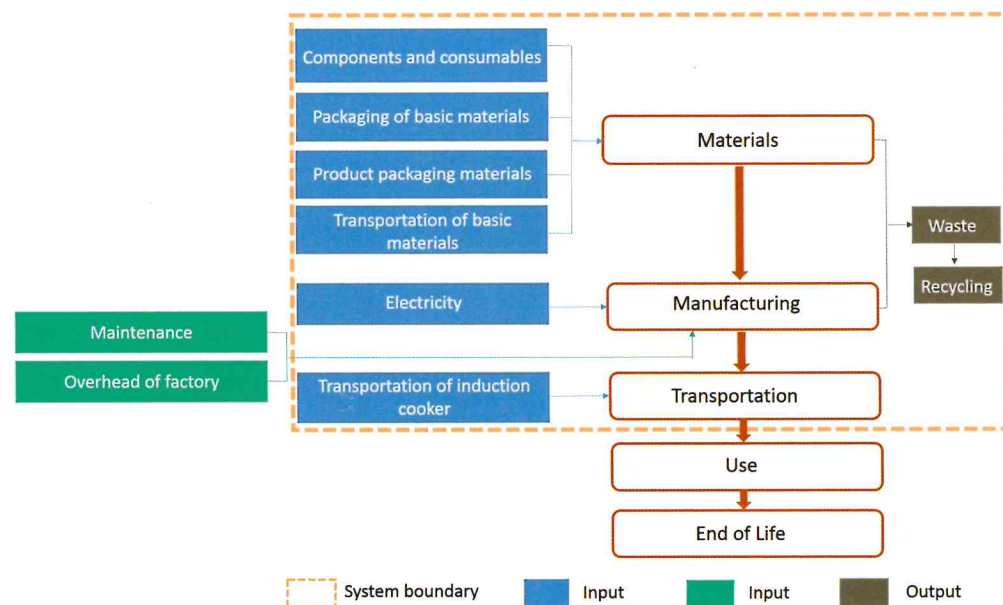 Components and consumables
Packaging of basic materials
Materials
Product packaging materials
Transportation of basic
materials
Waste
Recycling
Electricity
Manufacturing
Maintenance
Overhead of factory
Transportation of induction
cooker
Transportation
Use
End of Life
System boundary
Input
Input
Output